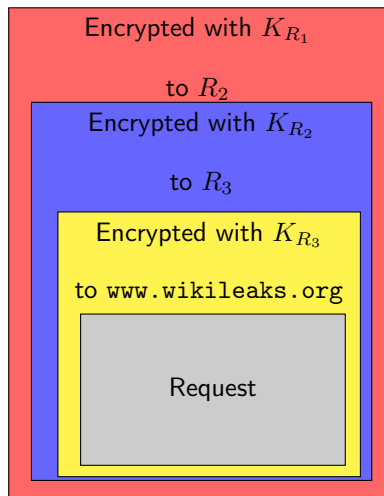 Encrypted with $K_{R_1}$
to $R_2$
Encrypted with $K_{R_2}$
to $R_3$
Encrypted with $K_{R_3}$
to www.wikileaks.org
Request